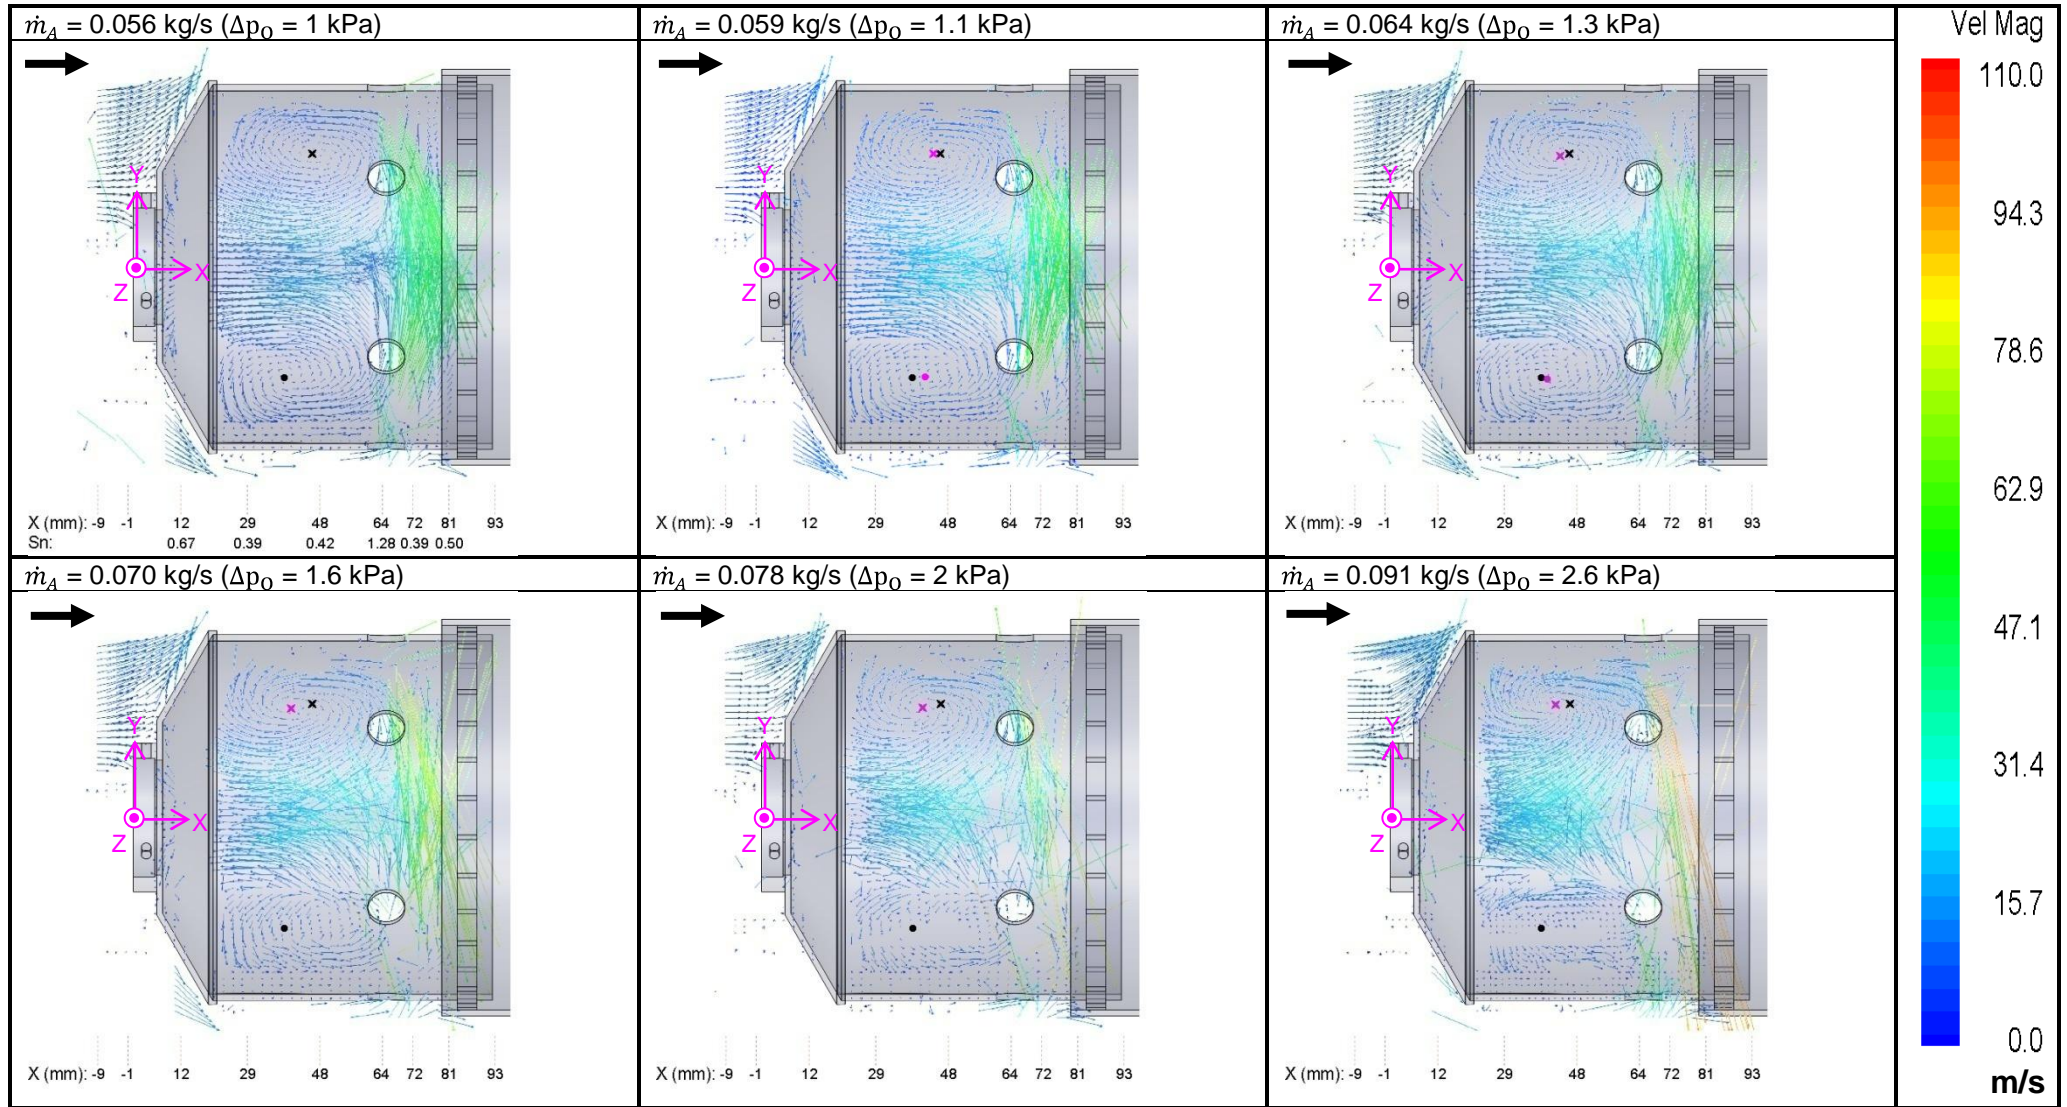 ṁ_A = 0.056 kg/s (Δp₀ = 1 kPa)
ṁ_A = 0.059 kg/s (Δp₀ = 1.1 kPa)
ṁ_A = 0.064 kg/s (Δp₀ = 1.3 kPa)
Vel Mag
110.0
94.3
78.6
62.9
47.1
31.4
15.7
0.0
m/s
Y
X
Z
Y
X
Z
Y
X
Z
X (mm): -9 -1 12 29 48 64 72 81 93
Sn: 0.67 0.39 0.42 1.28 0.39 0.50
X (mm): -9 -1 12 29 48 64 72 81 93
X (mm): -9 -1 12 29 48 64 72 81 93
ṁ_A = 0.070 kg/s (Δp₀ = 1.6 kPa)
ṁ_A = 0.078 kg/s (Δp₀ = 2 kPa)
ṁ_A = 0.091 kg/s (Δp₀ = 2.6 kPa)
Y
X
Z
Y
X
Z
Y
X
Z
X (mm): -9 -1 12 29 48 64 72 81 93
X (mm): -9 -1 12 29 48 64 72 81 93
X (mm): -9 -1 12 29 48 64 72 81 93